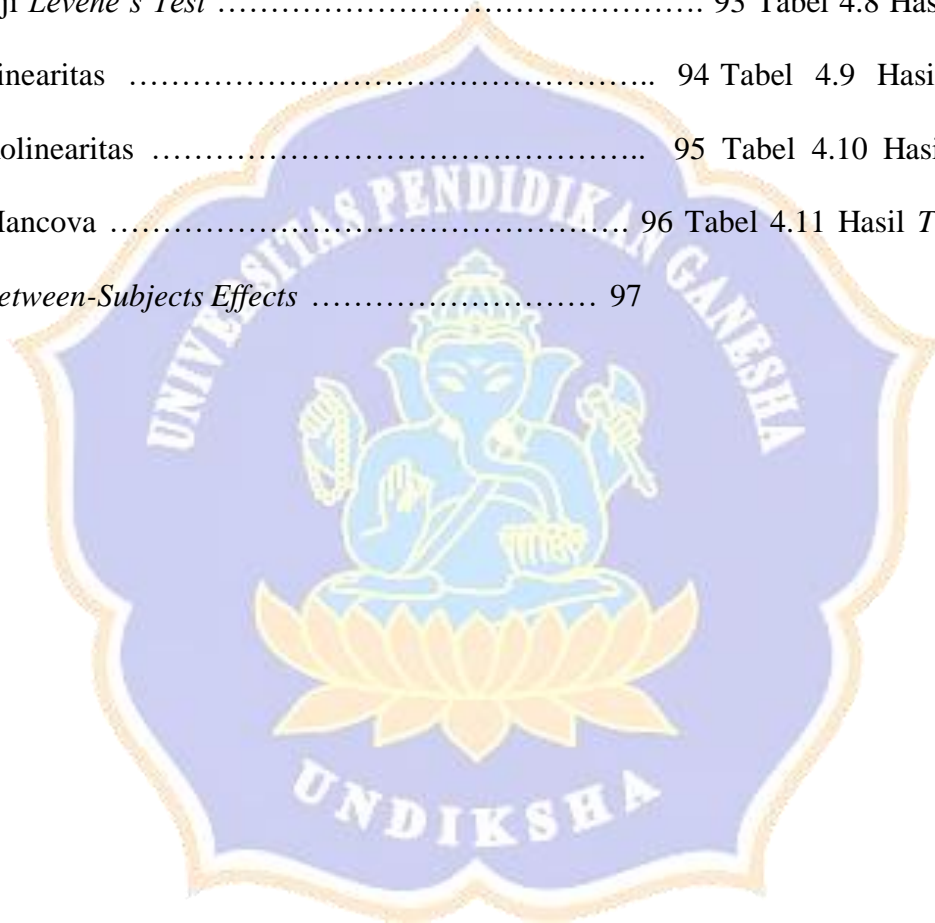 ji Levene's Test ………………………………………. 93 Tabel 4.8 Has
inearitas ………………………………………….. 94 Tabel 4.9 Hasi
olinearitas ……………………………………….. 95 Tabel 4.10 Hasi
Mancova …………………………………………. 96 Tabel 4.11 Hasil T
etween-Subjects Effects ……………………… 97
UNIVERSITAS PENDIDIKAN GANESHA
UNDIKSHA